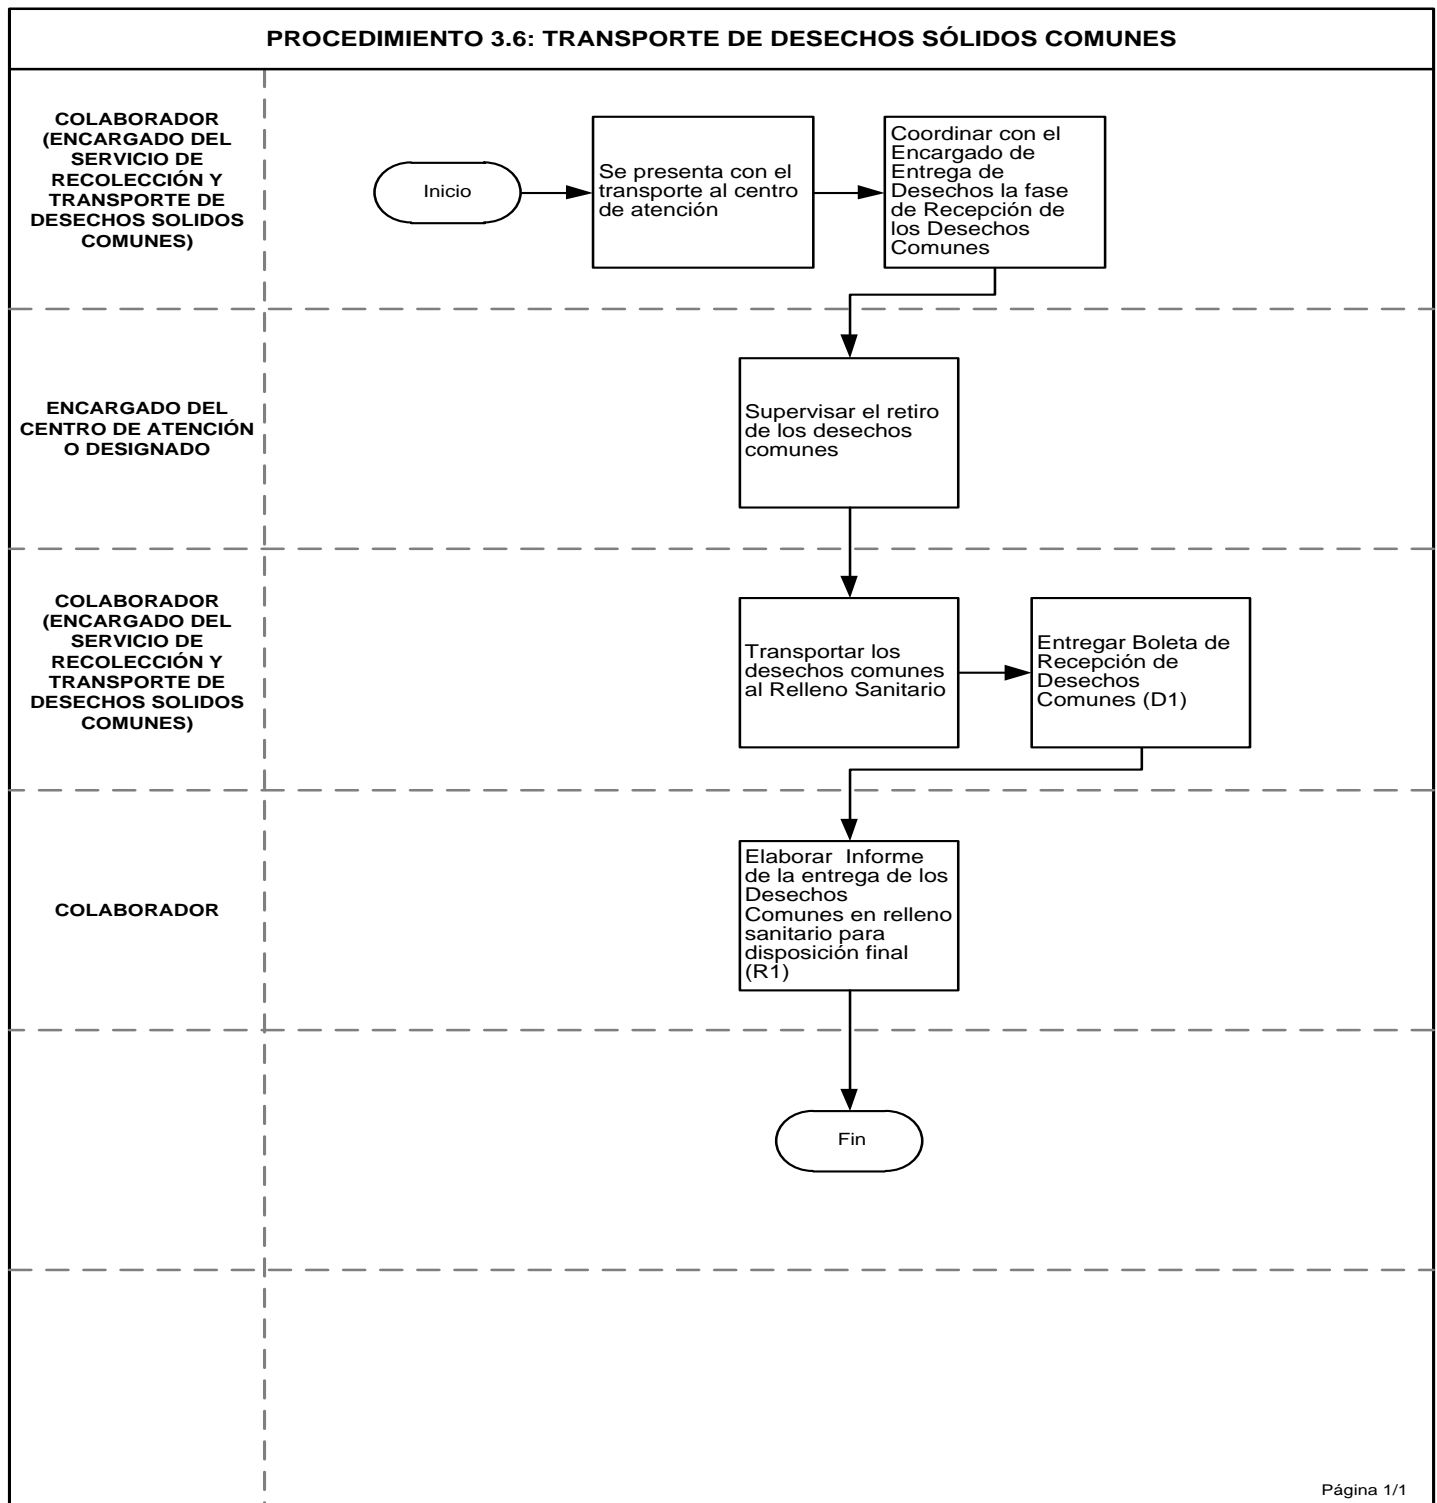 PROCEDIMIENTO 3.6: TRANSPORTE DE DESECHOS SÓLIDOS COMUNES
COLABORADOR
(ENCARGADO DEL
SERVICIO DE
RECOLECCIÓN Y
TRANSPORTE DE
DESECHOS SOLIDOS
COMUNES)
Inicio
Se presenta con el
transporte al centro
de atención
Coordinar con el
Encargado de
Entrega de
Desechos la fase
de Recepción de
los Desechos
Comunes
ENCARGADO DEL
CENTRO DE ATENCIÓN
O DESIGNADO
Supervisar el retiro
de los desechos
comunes
COLABORADOR
(ENCARGADO DEL
SERVICIO DE
RECOLECCIÓN Y
TRANSPORTE DE
DESECHOS SOLIDOS
COMUNES)
Transportar los
desechos comunes
al Relleno Sanitario
Entregar Boleta de
Recepción de
Desechos
Comunes (D1)
COLABORADOR
Elaborar  Informe
de la entrega de los
Desechos
Comunes en relleno
sanitario para
disposición final
(R1)
Fin
Página 1/1